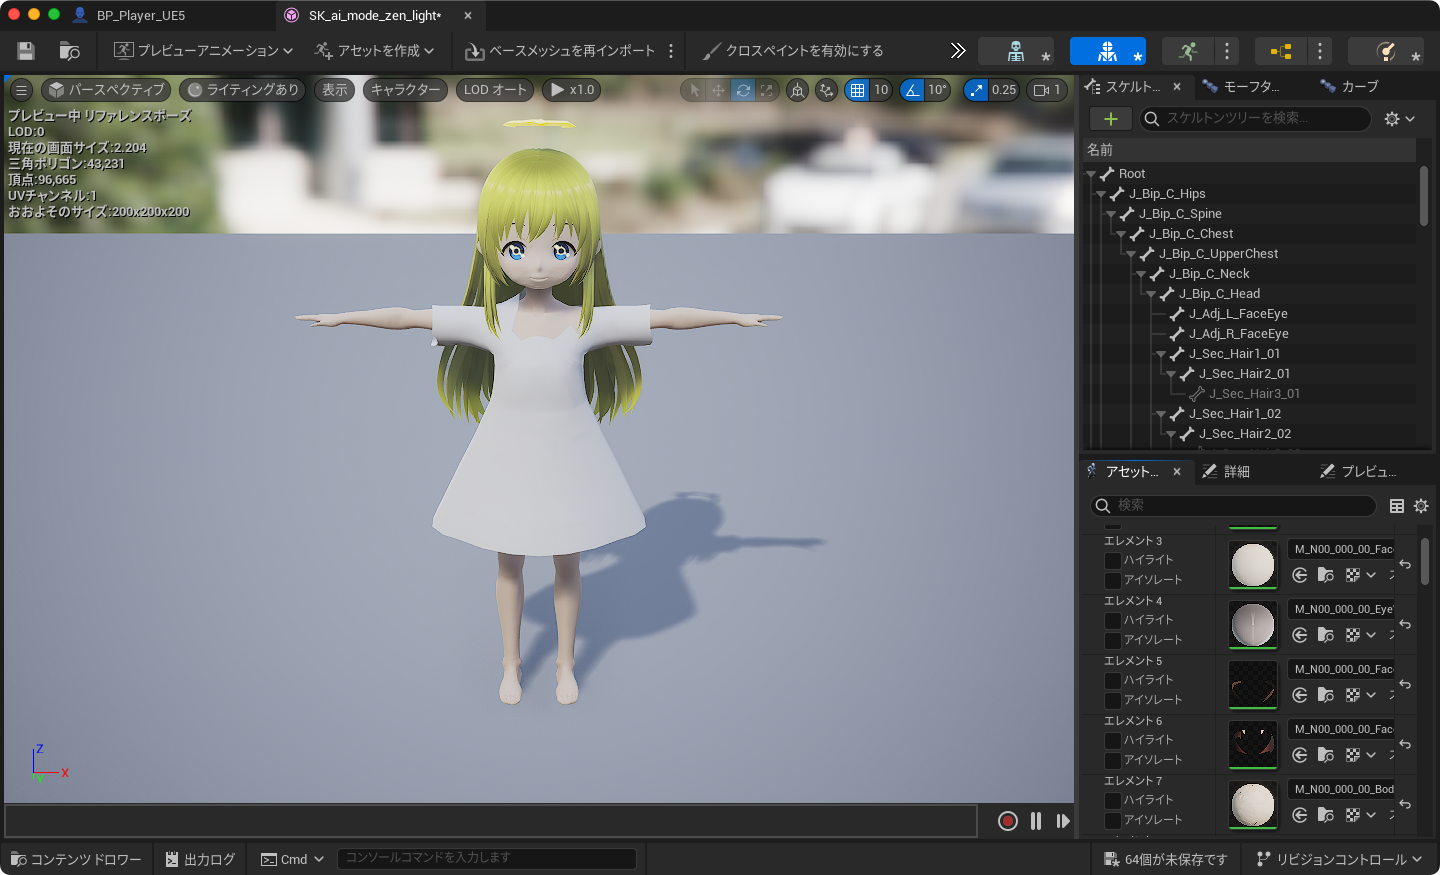 BP_Player_UE5
SK_ai_mode_zen_light*
プレビューアニメーション
アセットを作成
ベースメッシュを再インポート
クロスペイントを有効にする
パースペクティブ
ライティングあり
表示
キャラクター
LOD オート
x1.0
10
10°
0.25
1
プレビュー中 リファレンスポーズ
LOD:0
現在の画面サイズ:2.204
三角ポリゴン:43,231
頂点:96,665
UVチャンネル:1
おおよそのサイズ:200x200x200
Z
X
Y
スケルト...
モーフタ...
カーブ
スケルトンツリーを検索...
名前
Root
J_Bip_C_Hips
J_Bip_C_Spine
J_Bip_C_Chest
J_Bip_C_UpperChest
J_Bip_C_Neck
J_Bip_C_Head
J_Adj_L_FaceEye
J_Adj_R_FaceEye
J_Sec_Hair1_01
J_Sec_Hair2_01
J_Sec_Hair3_01
J_Sec_Hair1_02
J_Sec_Hair2_02
アセット...
詳細
プレビュ...
検索
エレメント 3
ハイライト
アイソレート
M_N00_000_00_Fac
エレメント 4
ハイライト
アイソレート
M_N00_000_00_Eye
エレメント 5
ハイライト
アイソレート
M_N00_000_00_Fac
エレメント 6
ハイライト
アイソレート
M_N00_000_00_Fac
エレメント 7
ハイライト
アイソレート
M_N00_000_00_Bod
コンテンツドロワー
出力ログ
Cmd
コンソールコマンドを入力します
64個が未保存です
リビジョンコントロール